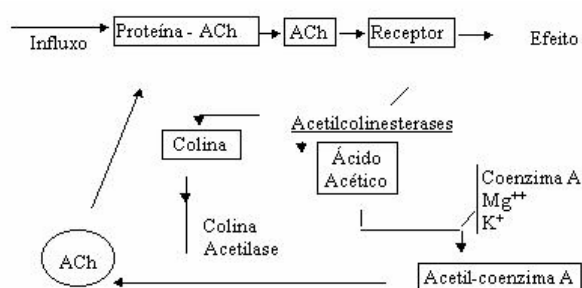 Influxo
Proteína - ACh
ACh
Receptor
Efeito
Acetilcolinesterases
Colina
Ácido
Acético
Coenzima A
Mg⁺⁺
K⁺
Colina
Acetilase
ACh
Acetil-coenzima A